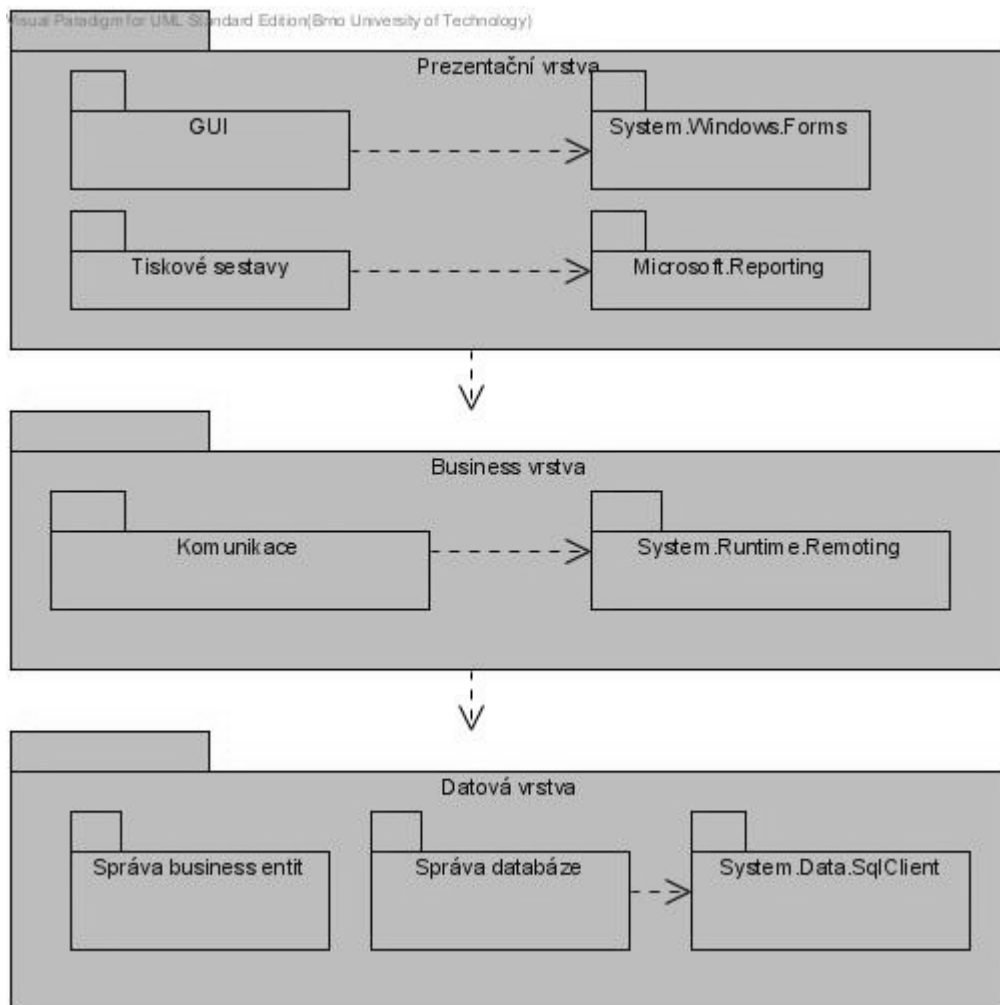 Visual Paradigm for UML Standard Edition(Brno University of Technology)
Prezentační vrstva
GUI
System.Windows.Forms
Tiskové sestavy
Microsoft.Reporting
Business vrstva
Komunikace
System.Runtime.Remoting
Datová vrstva
Správa business entit
Správa databáze
System.Data.SqlClient